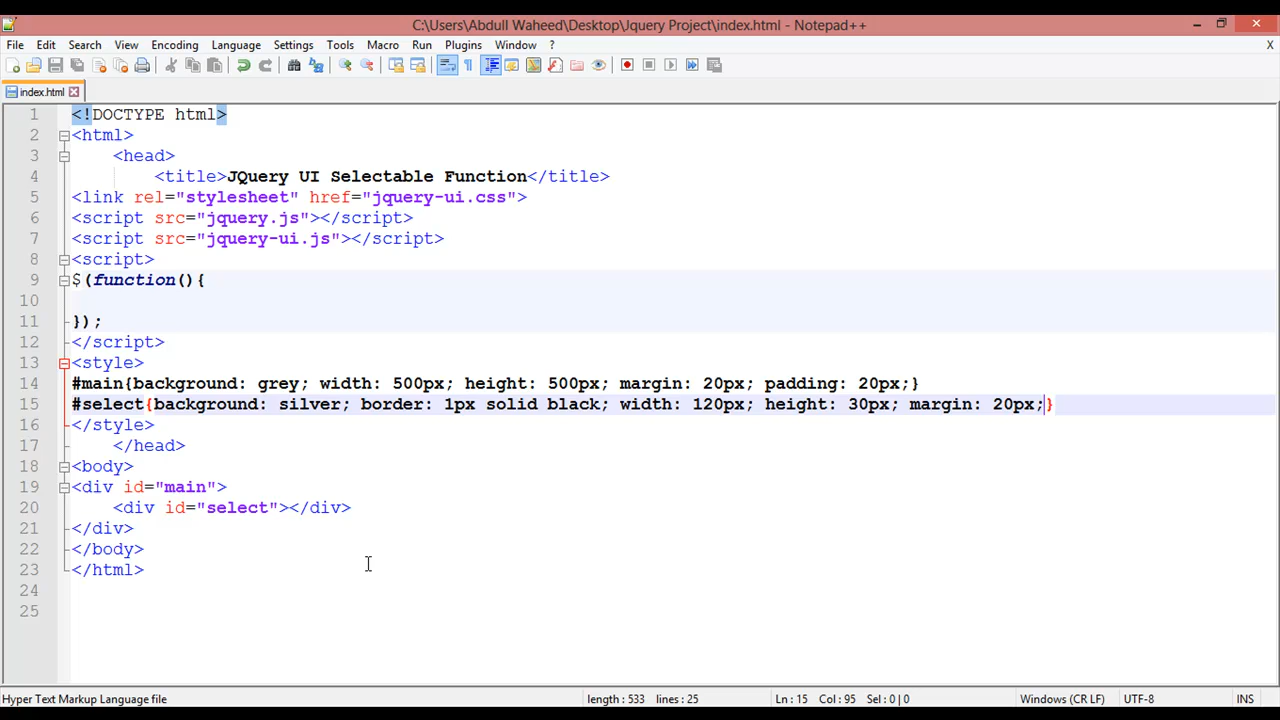 C:\Users\Abdull Waheed\Desktop\Jquery Project\index.html - Notepad++
File Edit Search View Encoding Language Settings Tools Macro Run Plugins Window ? X
index.html
1 <!DOCTYPE html>
2 <html>
3 <head>
4 <title>JQuery UI Selectable Function</title>
5 <link rel="stylesheet" href="jquery-ui.css">
6 <script src="jquery.js"></script>
7 <script src="jquery-ui.js"></script>
8 <script>
9 $(function(){
10
11 });
12 </script>
13 <style>
14 #main{background: grey; width: 500px; height: 500px; margin: 20px; padding: 20px;}
15 #select{background: silver; border: 1px solid black; width: 120px; height: 30px; margin: 20px;}
16 </style>
17 </head>
18 <body>
19 <div id="main">
20 <div id="select"></div>
21 </div>
22 </body>
23 </html>
24
25
Hyper Text Markup Language file length : 533 lines : 25 Ln : 15 Col : 95 Sel : 0 | 0 Windows (CR LF) UTF-8 INS